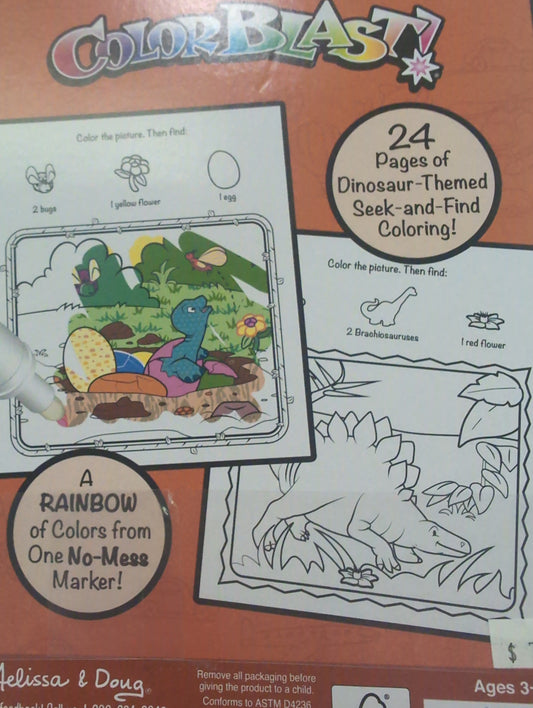 COLORBLAST!
Color the picture. Then find:
2 bugs
1 yellow flower
1 egg
24
Pages of
Dinosaur-Themed
Seek-and-Find
Coloring!
Color the picture. Then find:
2 Brachiosauruses
1 red flower
A
RAINBOW
of Colors from
One No-Mess
Marker!
$
Melissa & Doug
Remove all packaging before
giving the product to a child.
Conforms to ASTM D4236
Ages 3-